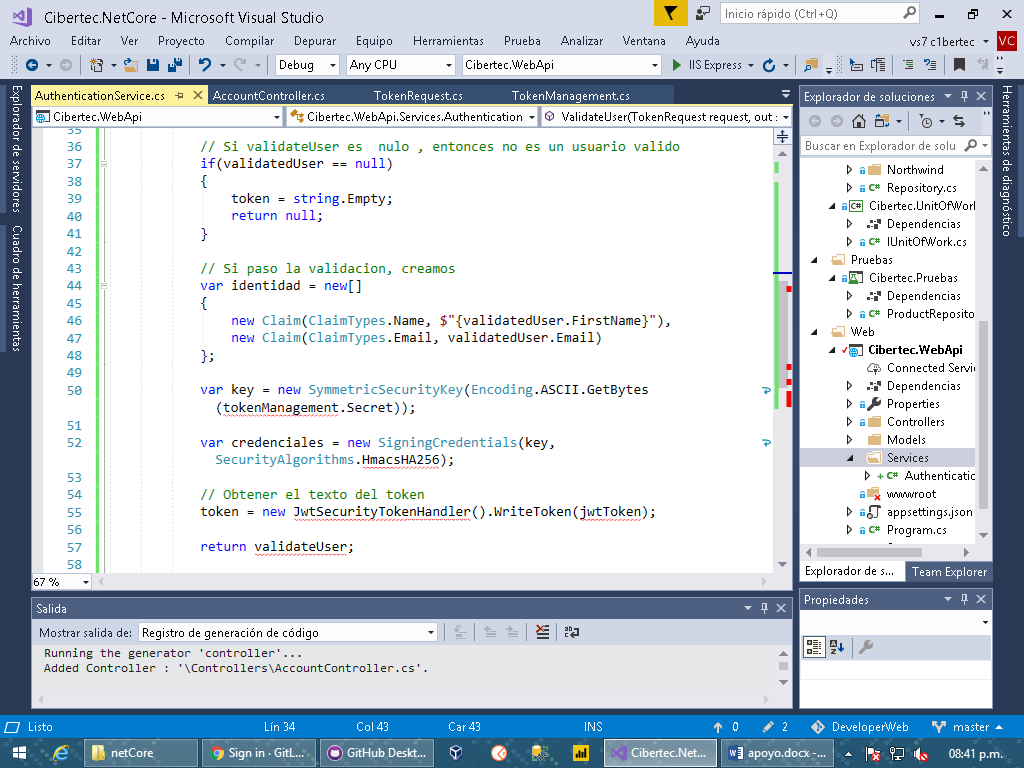 Cibertec.NetCore - Microsoft Visual Studio
Inicio rápido (Ctrl+Q)
Archivo Editar Ver Proyecto Compilar Depurar Equipo Herramientas Prueba Analizar Ventana Ayuda
vs7 c1bertec VC
Debug Any CPU Cibertec.WebApi IIS Express
Explorador de servidores
Cuadro de herramientas
AuthenticationService.cs AccountController.cs TokenRequest.cs TokenManagement.cs
Cibertec.WebApi Cibertec.WebApi.Services.Authentication ValidateUser(TokenRequest request, out :
35
36 // Si validateUser es nulo , entonces no es un usuario valido
37 if(validatedUser == null)
38 {
39 token = string.Empty;
40 return null;
41 }
42
43 // Si paso la validacion, creamos
44 var identidad = new[]
45 {
46 new Claim(ClaimTypes.Name, $"{validatedUser.FirstName}"),
47 new Claim(ClaimTypes.Email, validatedUser.Email)
48 };
49
50 var key = new SymmetricSecurityKey(Encoding.ASCII.GetBytes
(tokenManagement.Secret));
51
52 var credenciales = new SigningCredentials(key,
SecurityAlgorithms.HmacsHA256);
53
54 // Obtener el texto del token
55 token = new JwtSecurityTokenHandler().WriteToken(jwtToken);
56
57 return validateUser;
58
67 %
Salida
Mostrar salida de: Registro de generación de código
Running the generator 'controller'...
Added Controller : '\Controllers\AccountController.cs'.
Explorador de soluciones
Buscar en Explorador de solu
Northwind
C# Repository.cs
C# Cibertec.UnitOfWork
Dependencias
C# IUnitOfWork.cs
Pruebas
Cibertec.Pruebas
Dependencias
C# ProductReposito
Web
Cibertec.WebApi
Connected Servi
Dependencias
Properties
Controllers
Models
Services
+ C# Authenticatic
wwwroot
appsettings.json
C# Program.cs
Explorador de s... Team Explorer
Propiedades
Herramientas de diagnóstico
Listo Lín 34 Col 43 Car 43 INS 0 2 DeveloperWeb master
netCore Sign in · GitL... GitHub Deskt... Cibertec.Net... apoyo.docx -... 08:41 p.m.